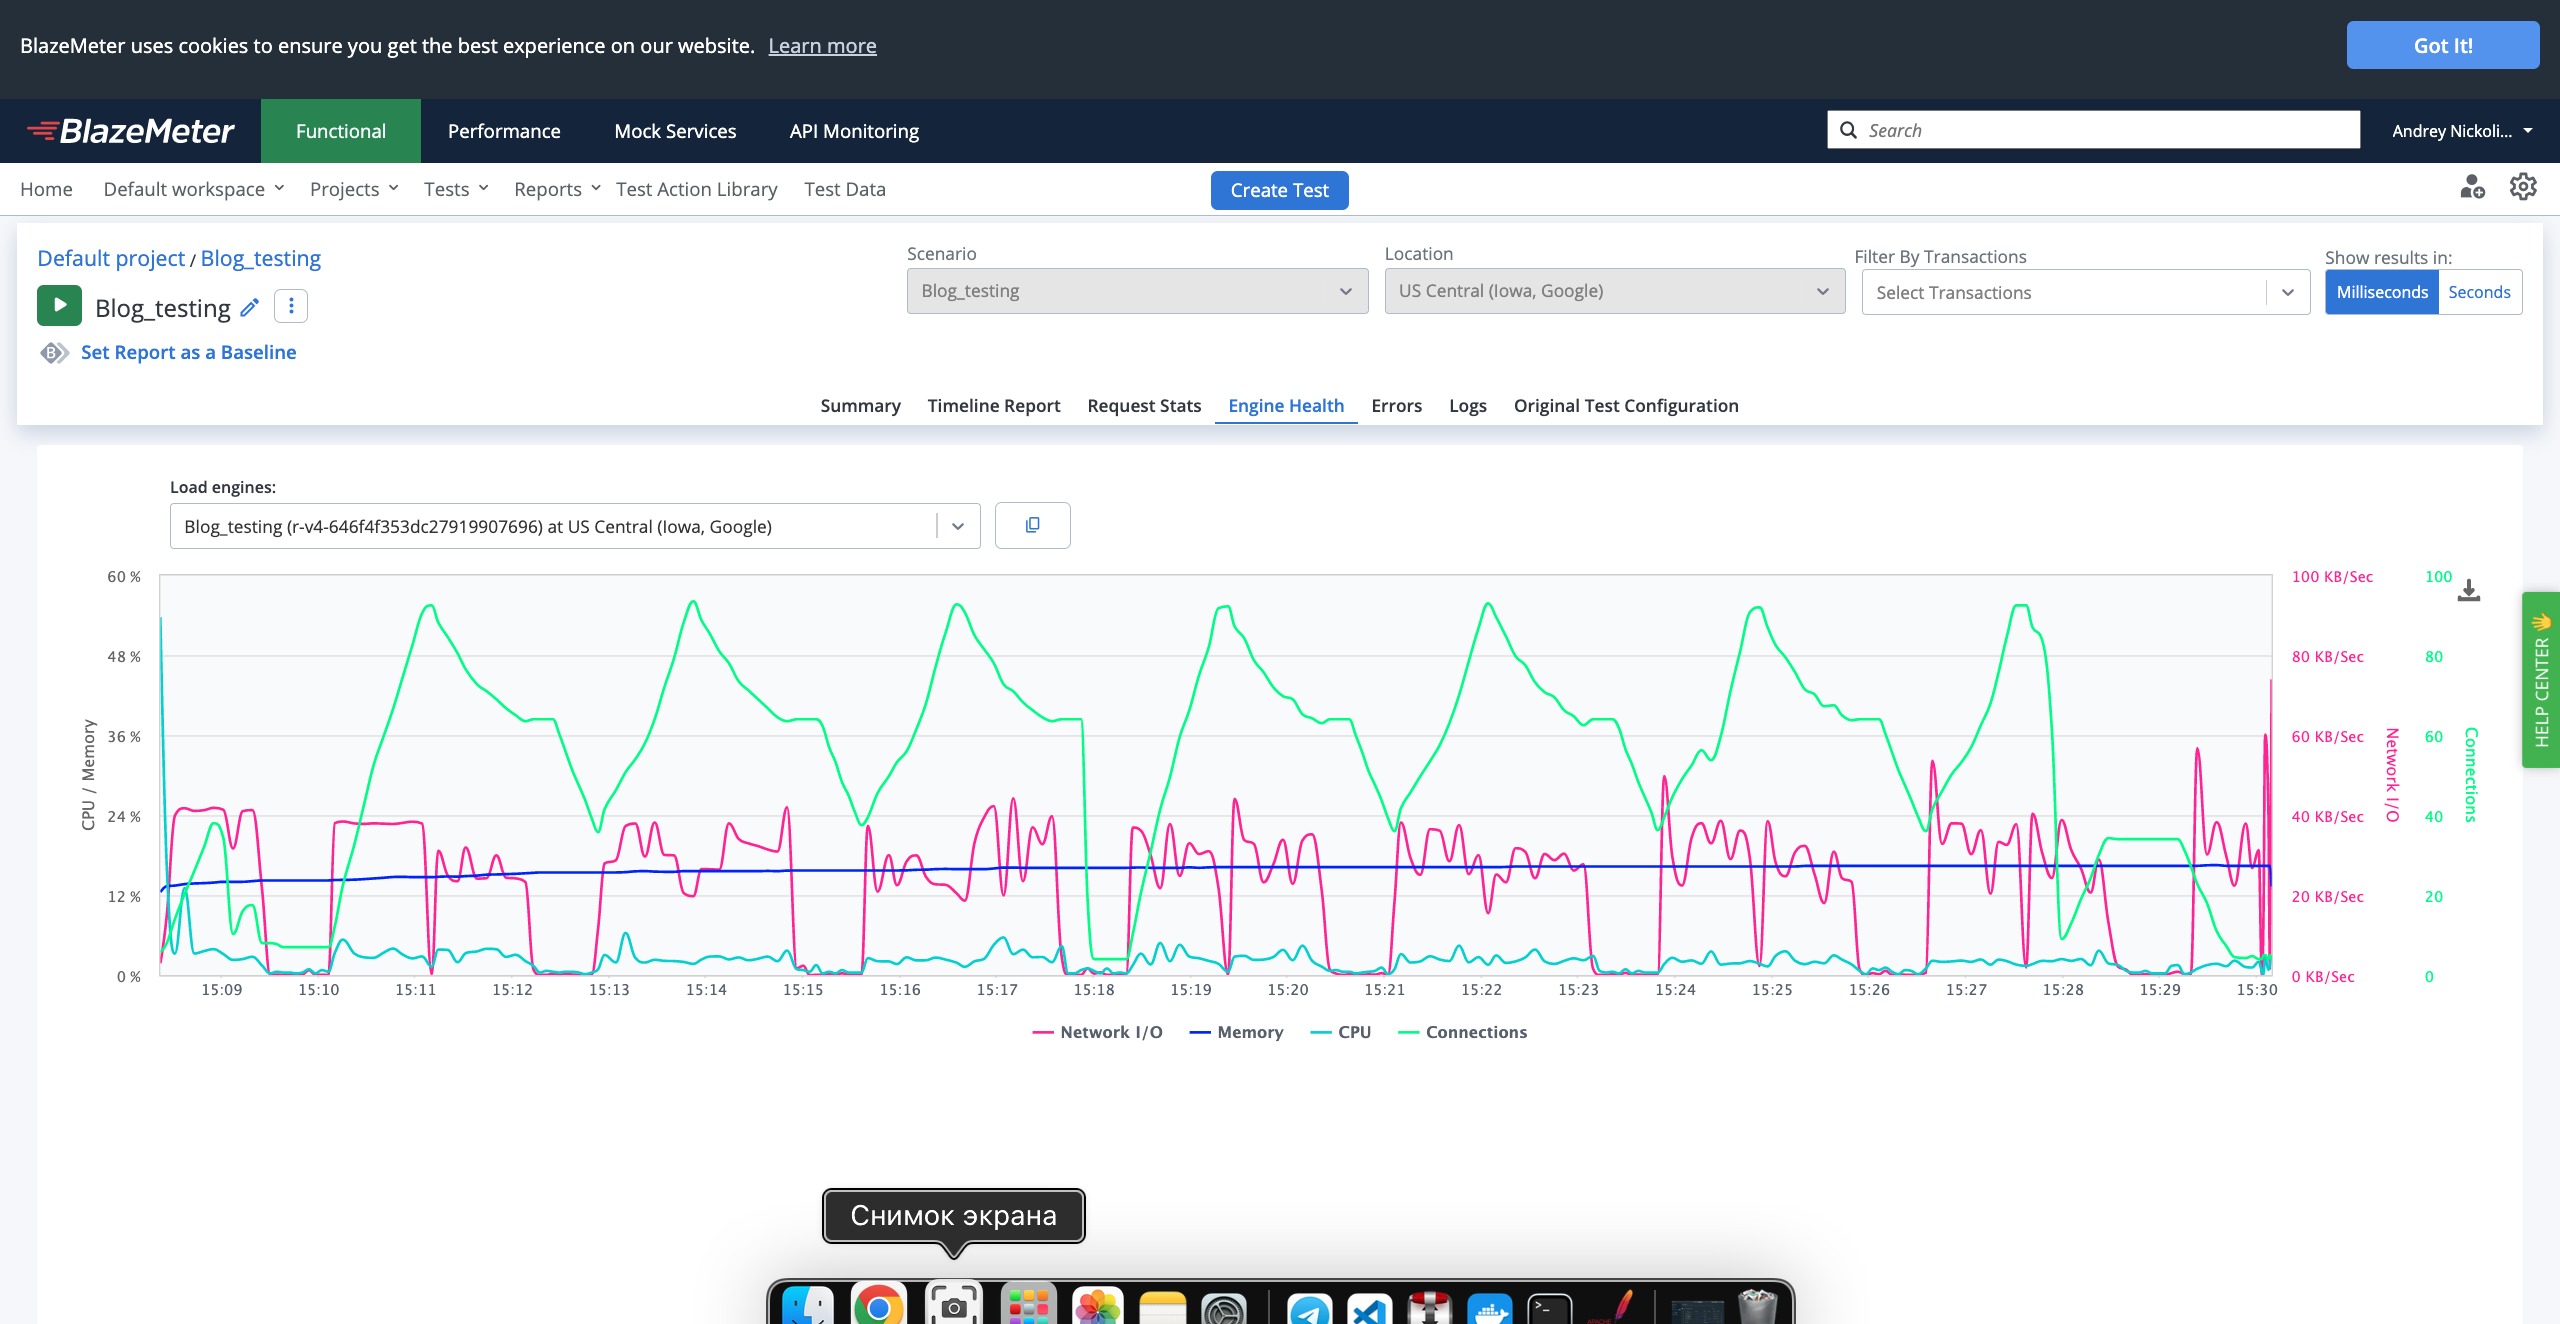 BlazeMeter uses cookies to ensure you get the best experience on our website. Learn more
Got It!
BlazeMeter
Functional
Performance
Mock Services
API Monitoring
Search
Andrey Nickoli...
Home
Default workspace
Projects
Tests
Reports
Test Action Library
Test Data
Create Test
Default project / Blog_testing
Blog_testing
Set Report as a Baseline
Scenario
Blog_testing
Location
US Central (Iowa, Google)
Filter By Transactions
Select Transactions
Show results in:
Milliseconds
Seconds
Summary
Timeline Report
Request Stats
Engine Health
Errors
Logs
Original Test Configuration
Load engines:
Blog_testing (r-v4-646f4f353dc27919907696) at US Central (Iowa, Google)
60 %
48 %
36 %
24 %
12 %
0 %
CPU / Memory
100 KB/Sec
80 KB/Sec
60 KB/Sec
40 KB/Sec
20 KB/Sec
0 KB/Sec
Network I/O
100
80
60
40
20
0
Connections
HELP CENTER
15:09
15:10
15:11
15:12
15:13
15:14
15:15
15:16
15:17
15:18
15:19
15:20
15:21
15:22
15:23
15:24
15:25
15:26
15:27
15:28
15:29
15:30
Network I/O
Memory
CPU
Connections
Снимок экрана